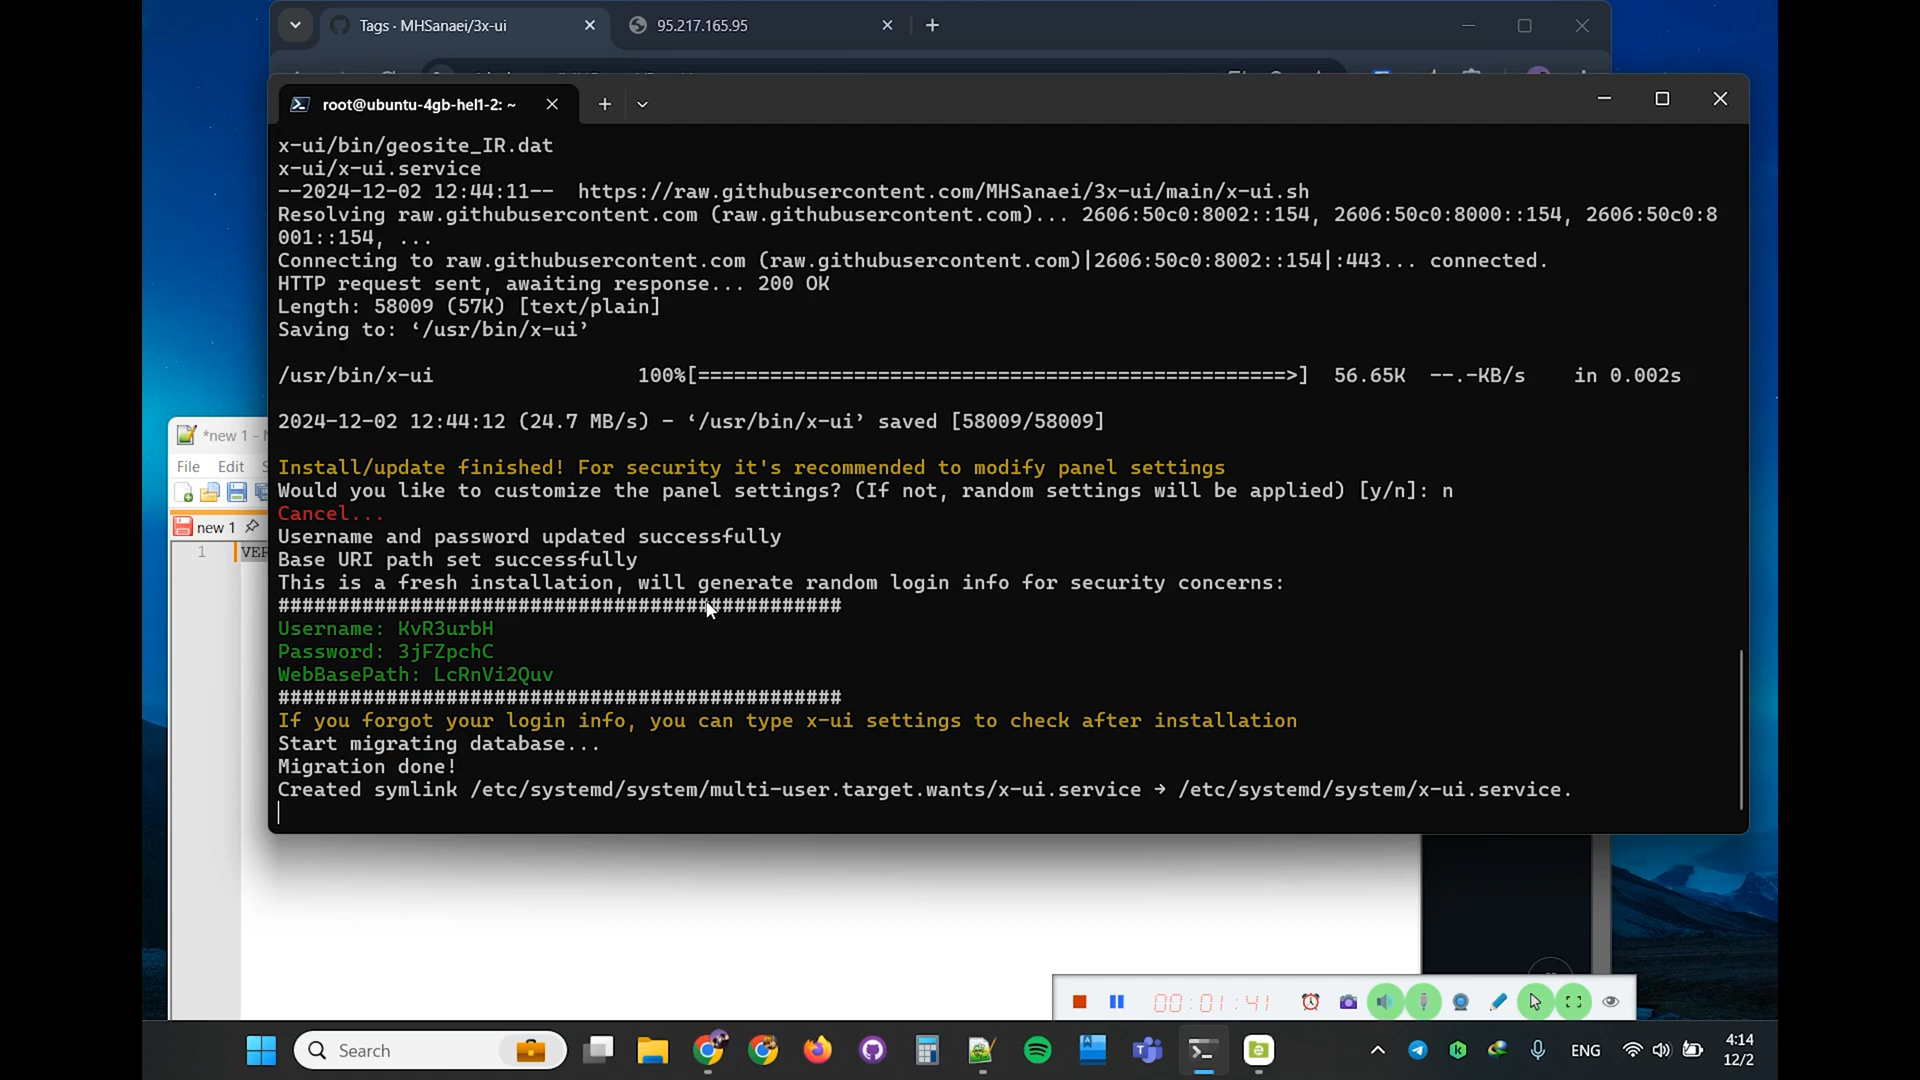 Tags · MHSanaei/3x-ui
95.217.165.95
root@ubuntu-4gb-hel1-2: ~
x-ui/bin/geosite_IR.dat
x-ui/x-ui.service
--2024-12-02 12:44:11--  https://raw.githubusercontent.com/MHSanaei/3x-ui/main/x-ui.sh
Resolving raw.githubusercontent.com (raw.githubusercontent.com)... 2606:50c0:8002::154, 2606:50c0:8000::154, 2606:50c0:8
001::154, ...
Connecting to raw.githubusercontent.com (raw.githubusercontent.com)|2606:50c0:8002::154|:443... connected.
HTTP request sent, awaiting response... 200 OK
Length: 58009 (57K) [text/plain]
Saving to: ‘/usr/bin/x-ui’
/usr/bin/x-ui                 100%[=================================================>]  56.65K  --.-KB/s    in 0.002s
2024-12-02 12:44:12 (24.7 MB/s) - ‘/usr/bin/x-ui’ saved [58009/58009]
Install/update finished! For security it's recommended to modify panel settings
Would you like to customize the panel settings? (If not, random settings will be applied) [y/n]: n
Cancel...
Username and password updated successfully
Base URI path set successfully
This is a fresh installation, will generate random login info for security concerns:
###############################################
Username: KvR3urbH
Password: 3jFZpchC
WebBasePath: LcRnVi2Quv
###############################################
If you forgot your login info, you can type x-ui settings to check after installation
Start migrating database...
Migration done!
Created symlink /etc/systemd/system/multi-user.target.wants/x-ui.service → /etc/systemd/system/x-ui.service.
*new 1 -
File Edit
new 1
1 VER
00:01:41
Search
ENG
4:14
12/2